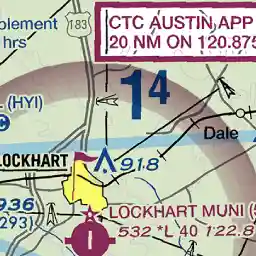 CTC AUSTIN APP
20 NM ON 120.875
plement
hrs
183
14
(HYI)
Dale
LOCKHART
918
936
293)
LOCKHART MUNI
532 *L 40 122.8